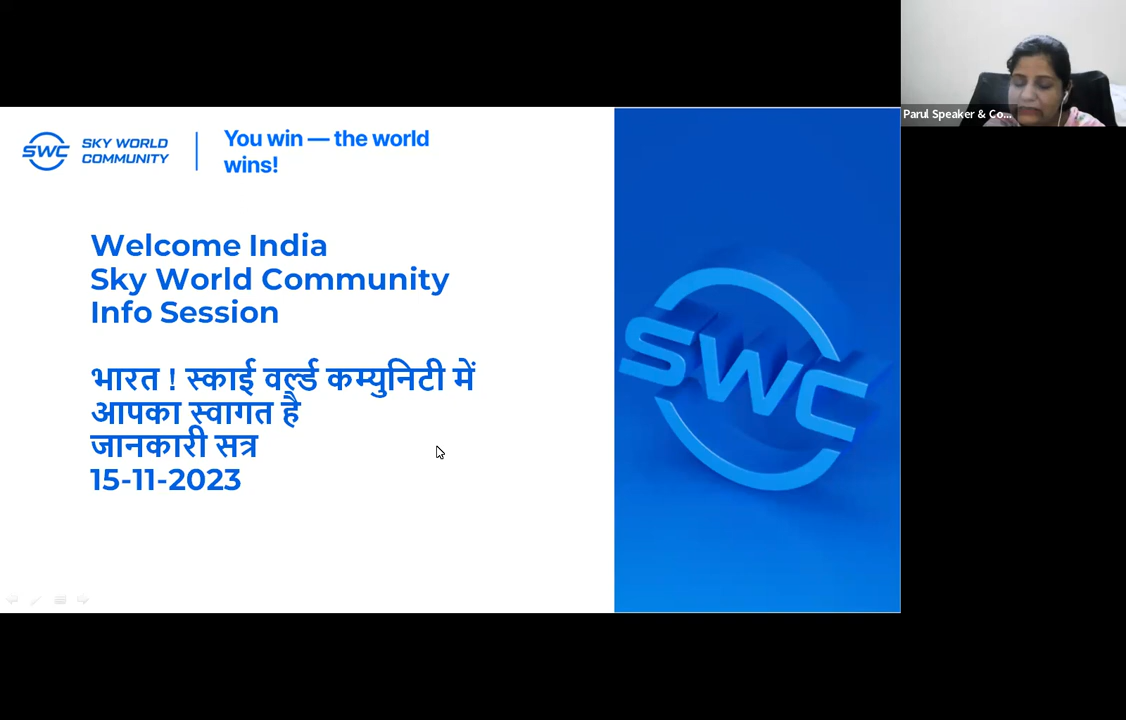 SWC SKY WORLD
COMMUNITY
You win — the world
wins!
Welcome India
Sky World Community
Info Session
भारत ! स्काई वर्ल्ड कम्युनिटी में
आपका स्वागत है
जानकारी सत्र
15-11-2023
SWC
Parul Speaker & Co...